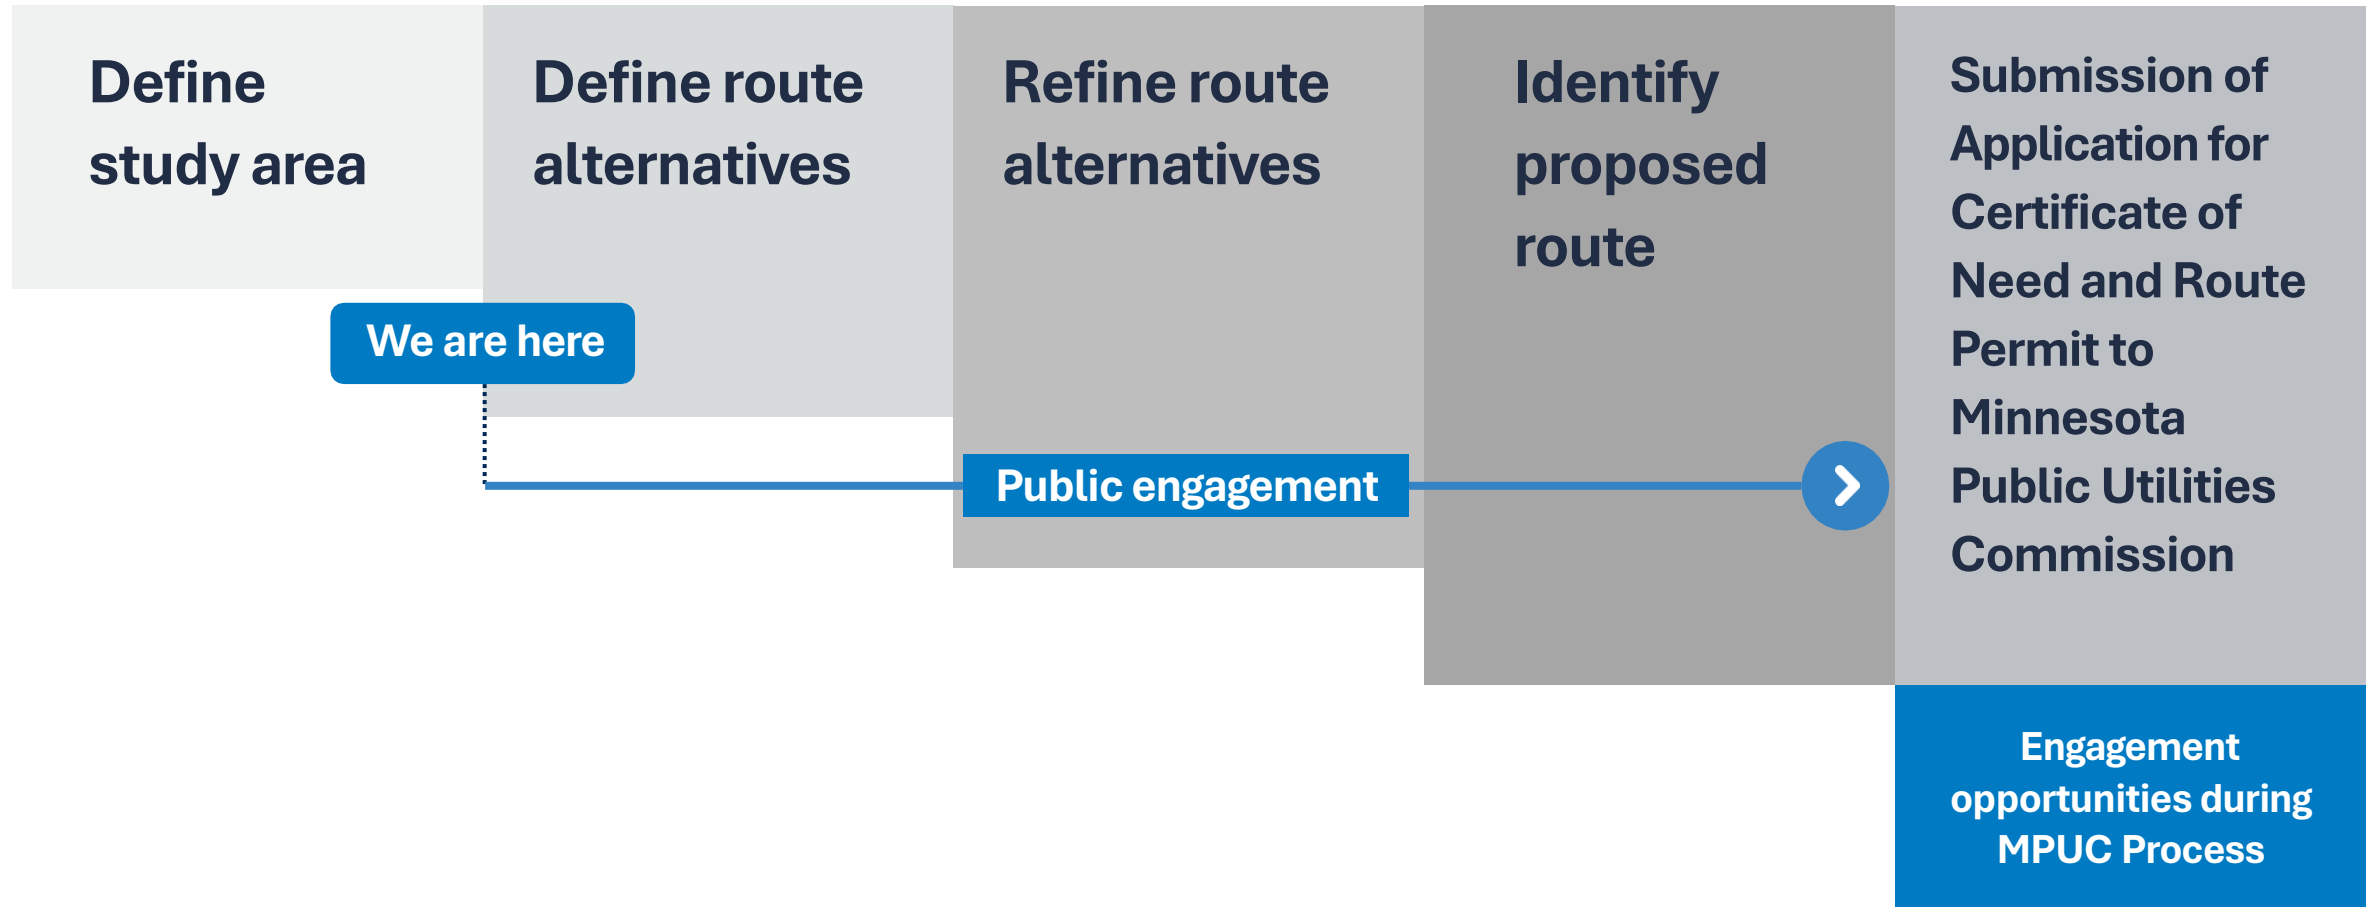 Define
study area
Define route
alternatives
Refine route
alternatives
Identify
proposed
route
Submission of
Application for
Certificate of
Need and Route
Permit to
Minnesota
Public Utilities
Commission
We are here
Public engagement
Engagement
opportunities during
MPUC Process